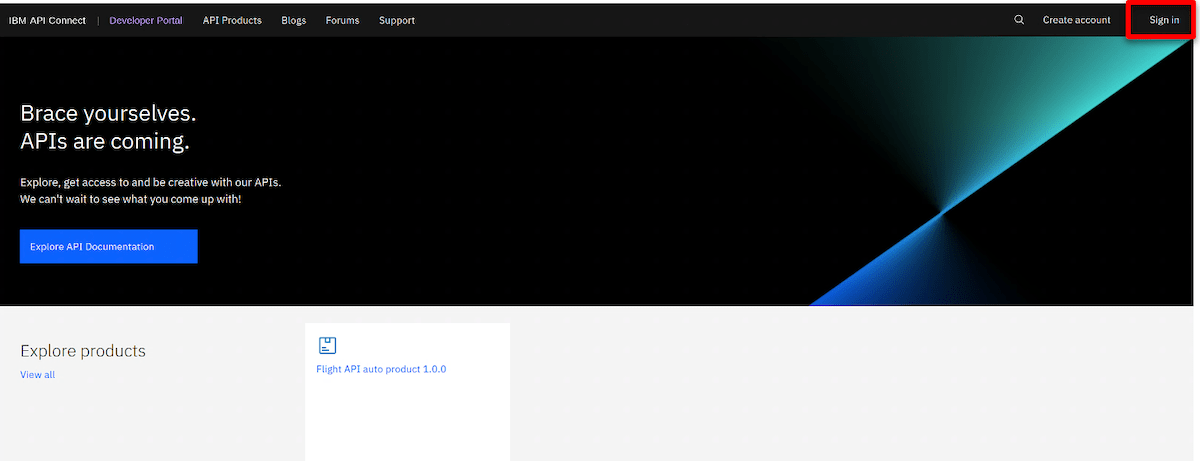 IBM API Connect | Developer Portal API Products Blogs Forums Support Create account Sign in
Brace yourselves.
APIs are coming.
Explore, get access to and be creative with our APIs.
We can't wait to see what you come up with!
Explore API Documentation
Explore products
View all
Flight API auto product 1.0.0